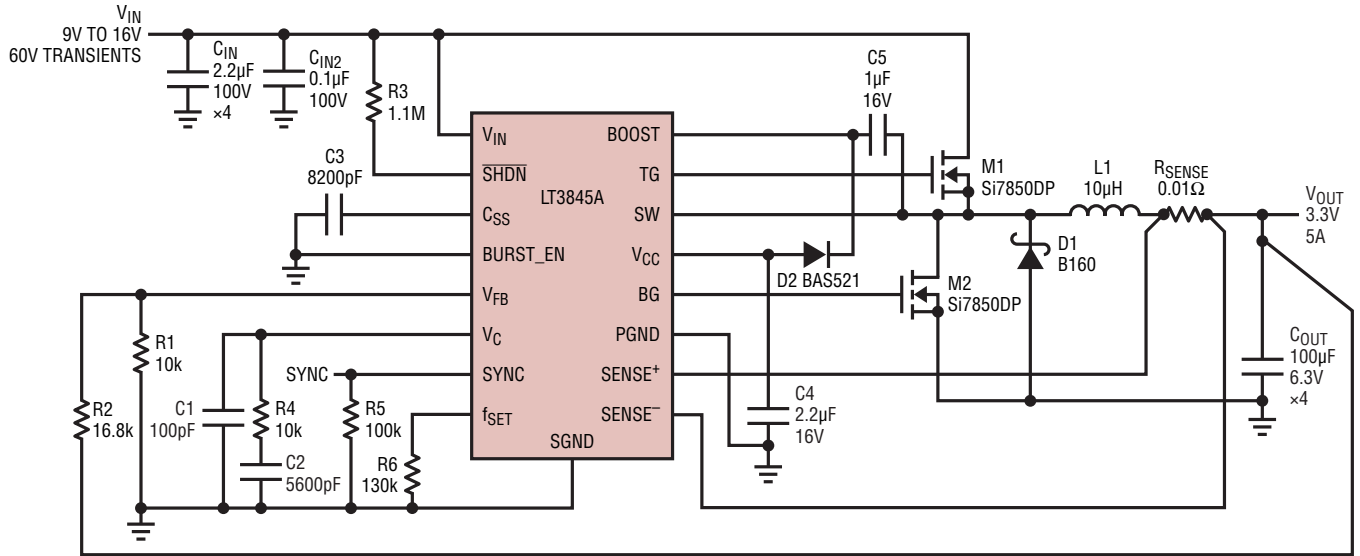 VIN
9V TO 16V
60V TRANSIENTS
CIN
2.2µF
100V
×4
CIN2
0.1µF
100V
R3
1.1M
C5
1µF
16V
C3
8200pF
LT3845A
VIN
SHDN
CSS
BURST_EN
VFB
VC
SYNC
fSET
SGND
BOOST
TG
SW
VCC
BG
PGND
SENSE+
SENSE–
M1
Si7850DP
L1
10µH
RSENSE
0.01Ω
VOUT
3.3V
5A
D2 BAS521
D1
B160
M2
Si7850DP
COUT
100µF
6.3V
×4
C4
2.2µF
16V
R1
10k
R2
16.8k
C1
100pF
R4
10k
C2
5600pF
SYNC
R5
100k
R6
130k